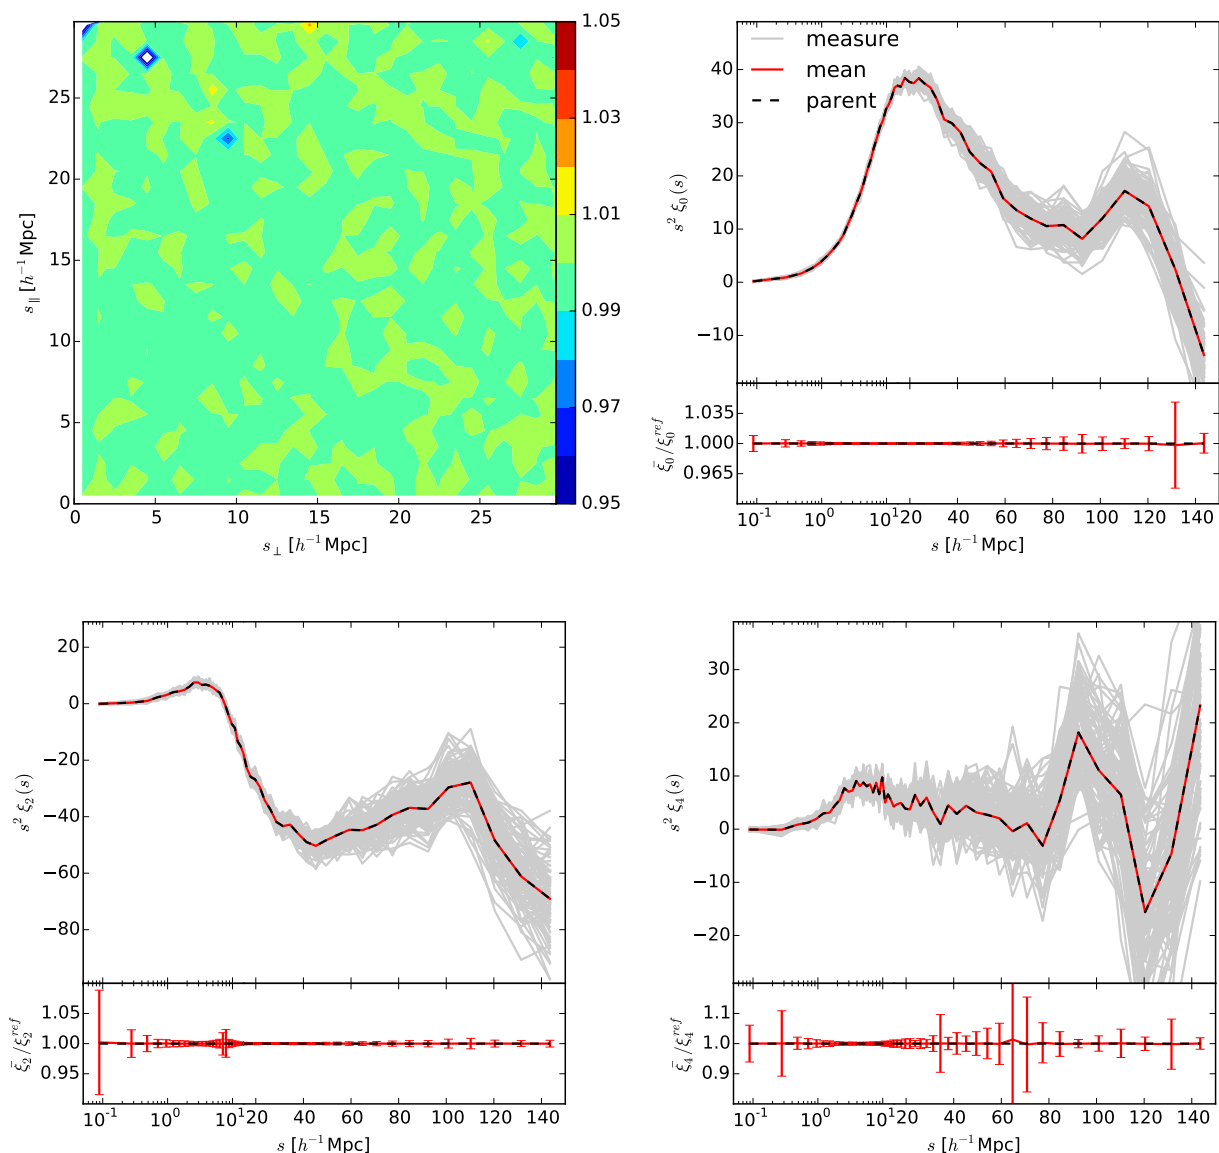 1.05
1.03
1.01
0.99
0.97
0.95
25
20
15
10
5
0
0 5 10 15 20 25
s∥ [h⁻¹ Mpc]
s⊥ [h⁻¹ Mpc]
measure
mean
parent
40
30
20
10
0
−10
s² ξ₀(s)
1.035
1.000
0.965
ξ̄₀/ξ₀^ref
10⁻¹ 10⁰ 10¹ 20 40 60 80 100 120 140
s [h⁻¹ Mpc]
20
0
−20
−40
−60
−80
s² ξ₂(s)
1.05
1.00
0.95
ξ̄₂/ξ₂^ref
10⁻¹ 10⁰ 10¹ 20 40 60 80 100 120 140
s [h⁻¹ Mpc]
30
20
10
0
−10
−20
s² ξ₄(s)
1.1
1.0
0.9
ξ̄₄/ξ₄^ref
10⁻¹ 10⁰ 10¹ 20 40 60 80 100 120 140
s [h⁻¹ Mpc]